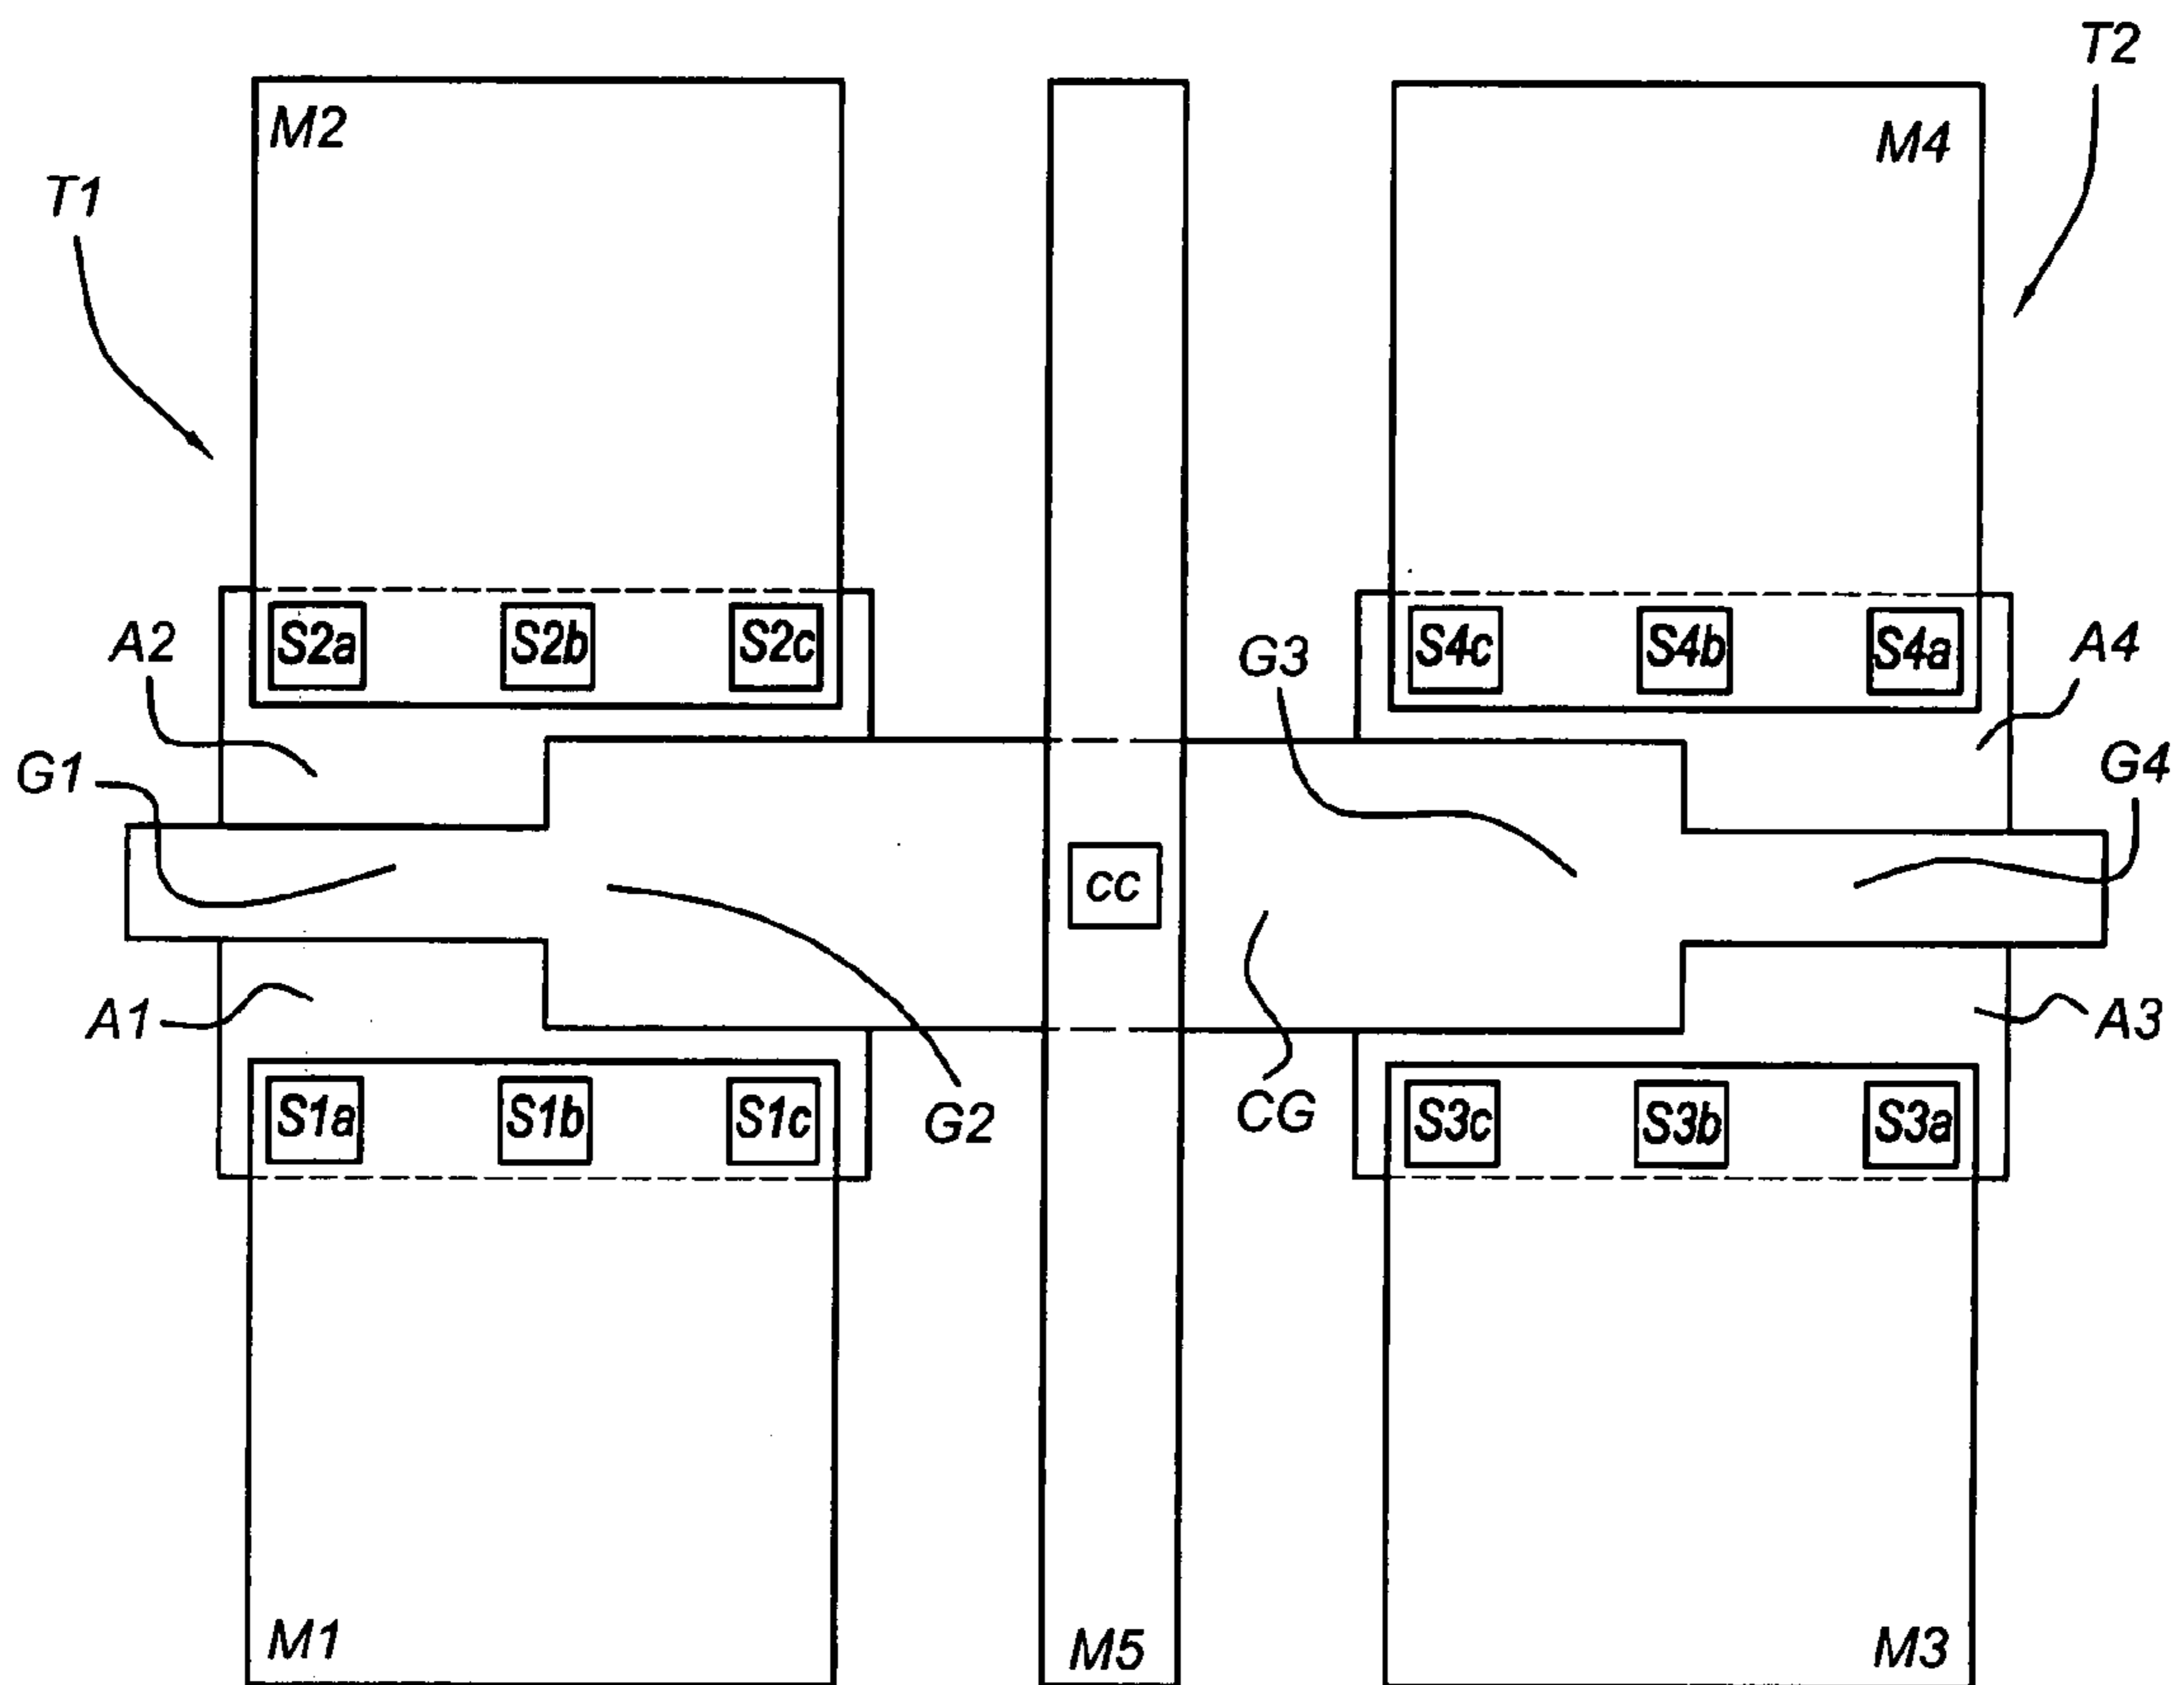 T2
M2
M4
T1
S2a S2b S2c
S4c S4b S4a
A2
G3
A4
G1
G4
cc
A1
A3
S1a S1b S1c
G2
CG
S3c S3b S3a
M1
M5
M3